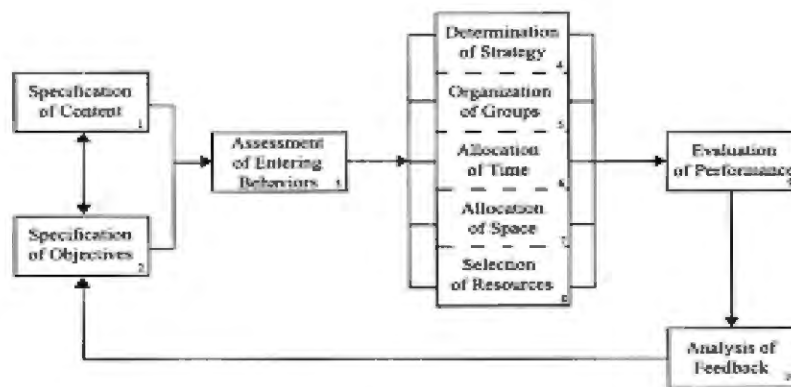 Specification
of Content
1
Specification
of Objectives
2
Assessment
of Entering
Behaviors
Determination
of Strategy
4
Organization
of Groups
5
Allocation
of Time
6
Allocation
of Space
7
Selection
of Resources
8
Evaluation
of Performance
9
Analysis of
Feedback